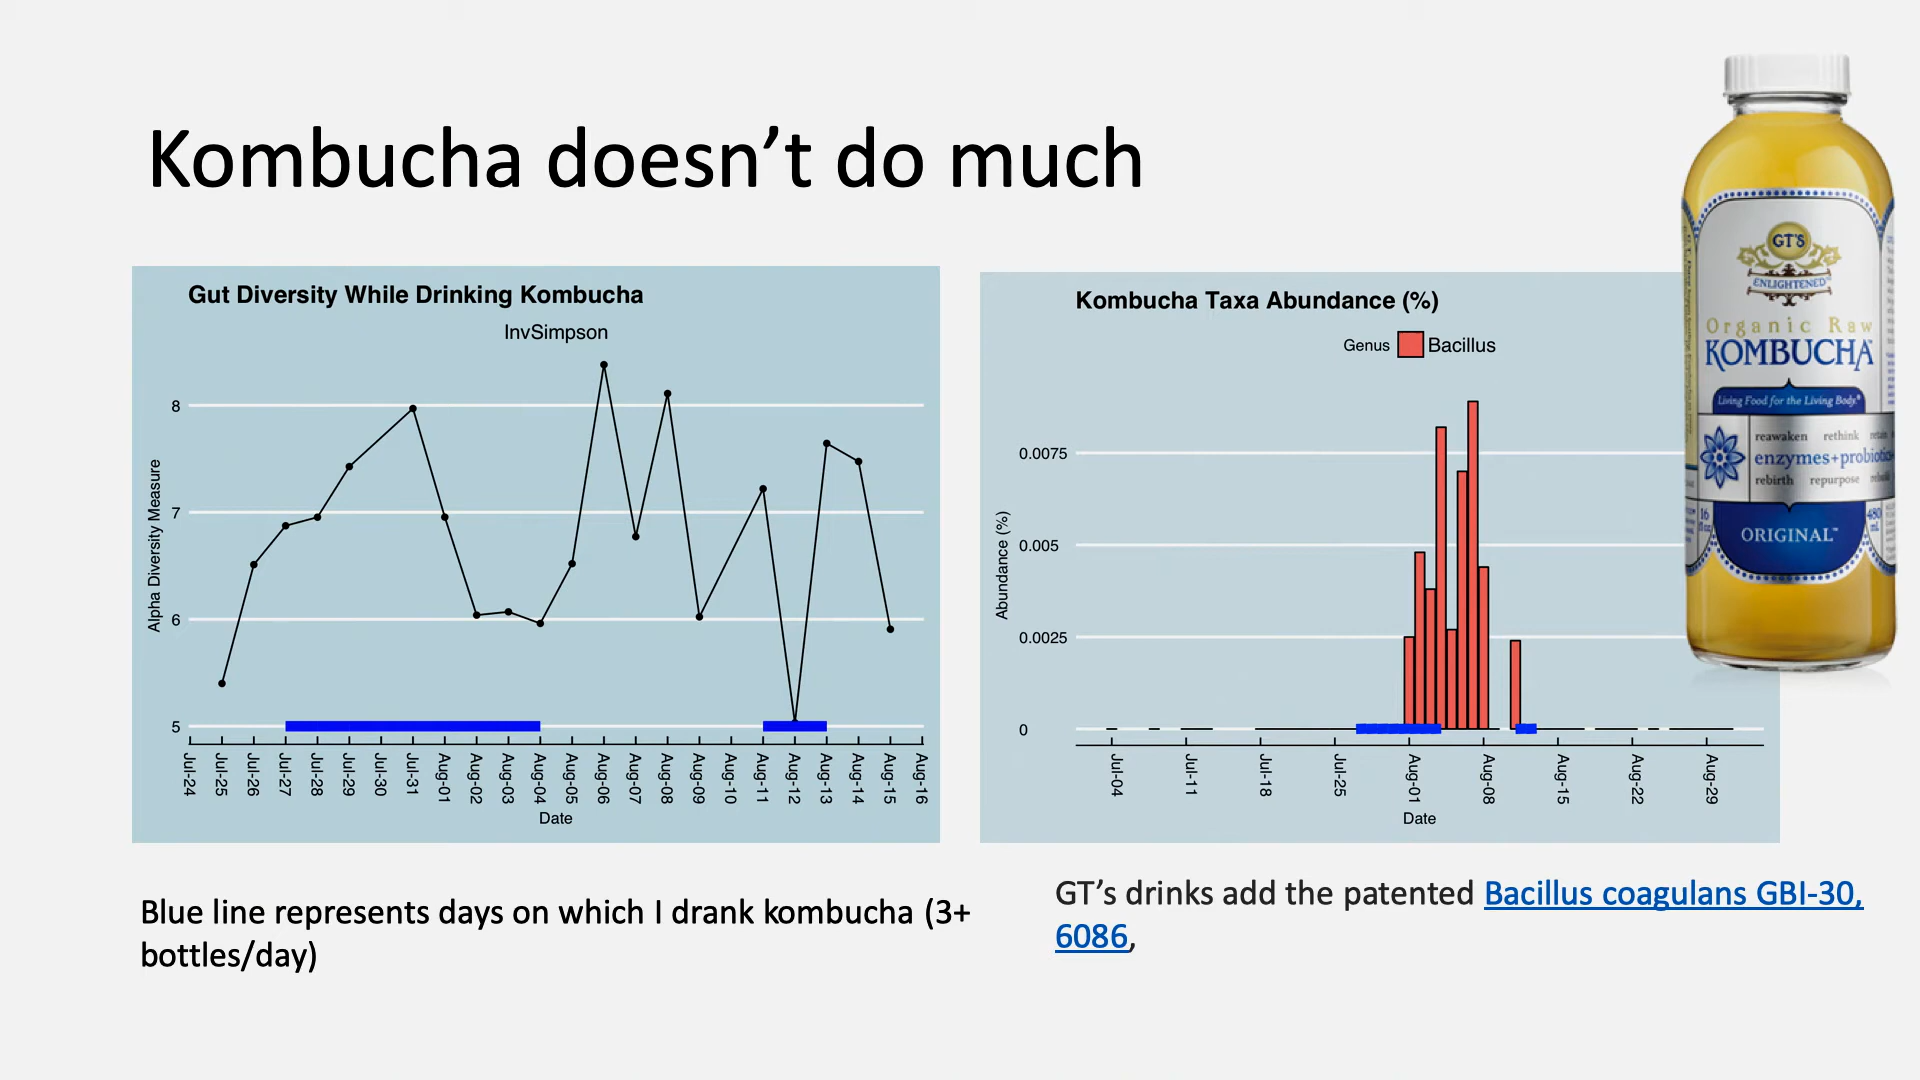 Kombucha doesn’t do much
Gut Diversity While Drinking Kombucha
InvSimpson
Alpha Diversity Measure
8
7
6
5
Jul-24
Jul-25
Jul-26
Jul-27
Jul-28
Jul-29
Jul-30
Jul-31
Aug-01
Aug-02
Aug-03
Aug-04
Aug-05
Aug-06
Aug-07
Aug-08
Aug-09
Aug-10
Aug-11
Aug-12
Aug-13
Aug-14
Aug-15
Aug-16
Date
Blue line represents days on which I drank kombucha (3+
bottles/day)
Kombucha Taxa Abundance (%)
Genus Bacillus
Abundance (%)
0.0075
0.005
0.0025
0
Jul-04
Jul-11
Jul-18
Jul-25
Aug-01
Aug-08
Aug-15
Aug-22
Aug-29
Date
GT’s drinks add the patented Bacillus coagulans GBI-30,
6086,
GT'S
ENLIGHTENED
Organic Raw
KOMBUCHA
Living Food for the Living Body.®
reawaken rethink
enzymes+probiotics
rebirth repurpose
ORIGINAL™
16
480
mL